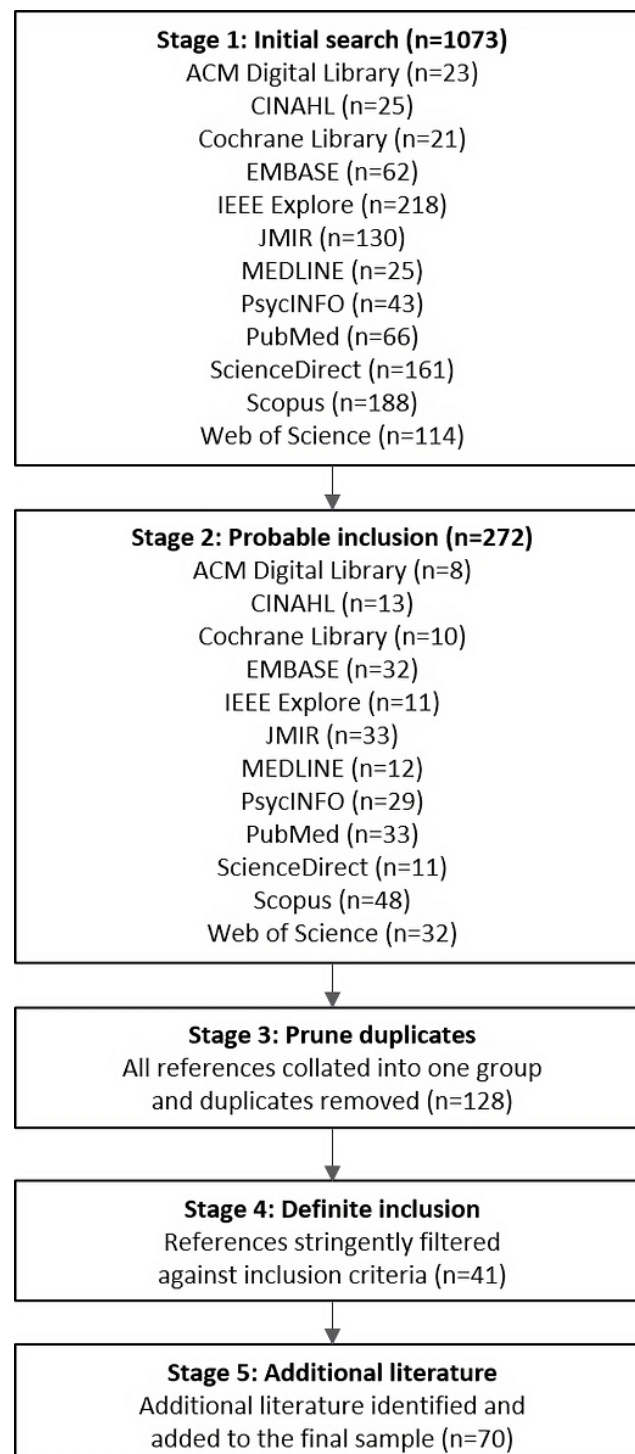 Stage 1: Initial search (n=1073)
ACM Digital Library (n=23)
CINAHL (n=25)
Cochrane Library (n=21)
EMBASE (n=62)
IEEE Explore (n=218)
JMIR (n=130)
MEDLINE (n=25)
PsycINFO (n=43)
PubMed (n=66)
ScienceDirect (n=161)
Scopus (n=188)
Web of Science (n=114)
Stage 2: Probable inclusion (n=272)
ACM Digital Library (n=8)
CINAHL (n=13)
Cochrane Library (n=10)
EMBASE (n=32)
IEEE Explore (n=11)
JMIR (n=33)
MEDLINE (n=12)
PsycINFO (n=29)
PubMed (n=33)
ScienceDirect (n=11)
Scopus (n=48)
Web of Science (n=32)
Stage 3: Prune duplicates
All references collated into one group
and duplicates removed (n=128)
Stage 4: Definite inclusion
References stringently filtered
against inclusion criteria (n=41)
Stage 5: Additional literature
Additional literature identified and
added to the final sample (n=70)